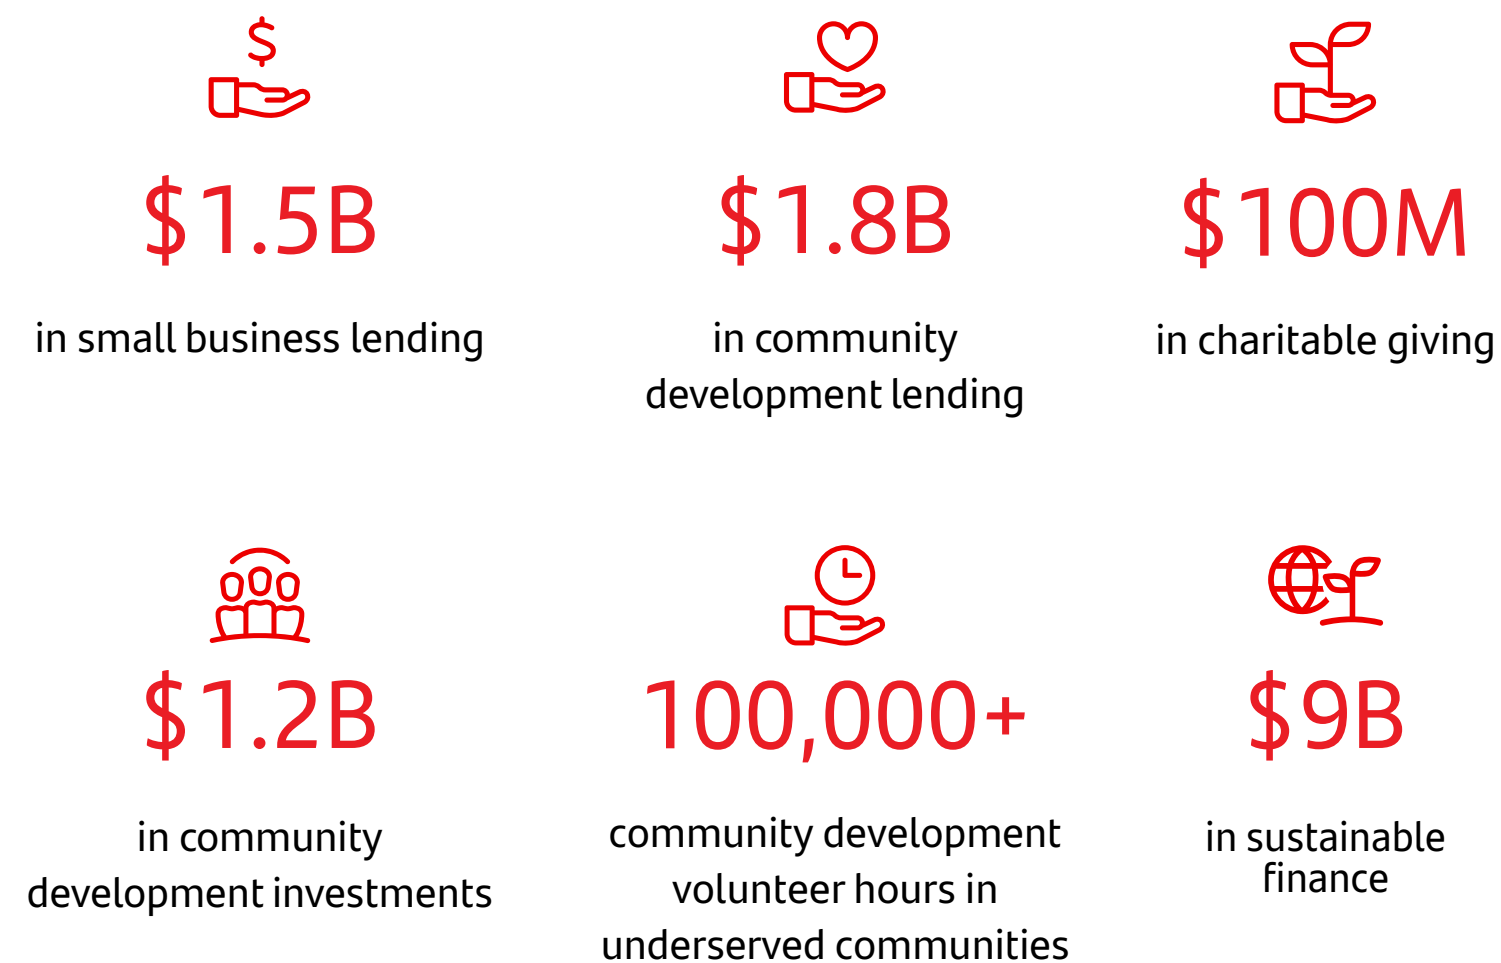 $1.5B
in small business lending
$1.8B
in community
development lending
$100M
in charitable giving
$1.2B
in community
development investments
100,000+
community development
volunteer hours in
underserved communities
$9B
in sustainable
finance